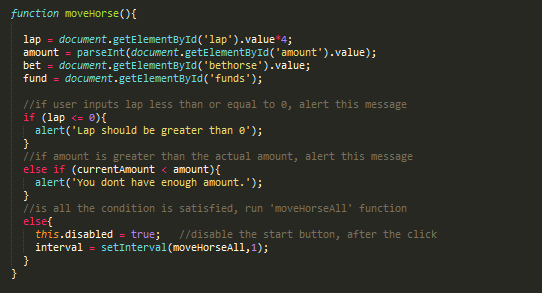 function moveHorse(){
lap = document.getElementById('lap').value*4;
amount = parseInt(document.getElementById('amount').value);
bet = document.getElementById('bethorse').value;
fund = document.getElementById('funds');
//if user inputs lap less than or equal to 0, alert this message
if (lap <= 0){
alert('Lap should be greater than 0');
}
//if amount is greater than the actual amount, alert this message
else if (currentAmount < amount){
alert('You dont have enough amount.');
}
//is all the condition is satisfied, run 'moveHorseAll' function
else{
this.disabled = true; //disable the start button, after the click
interval = setInterval(moveHorseAll,1);
}
}